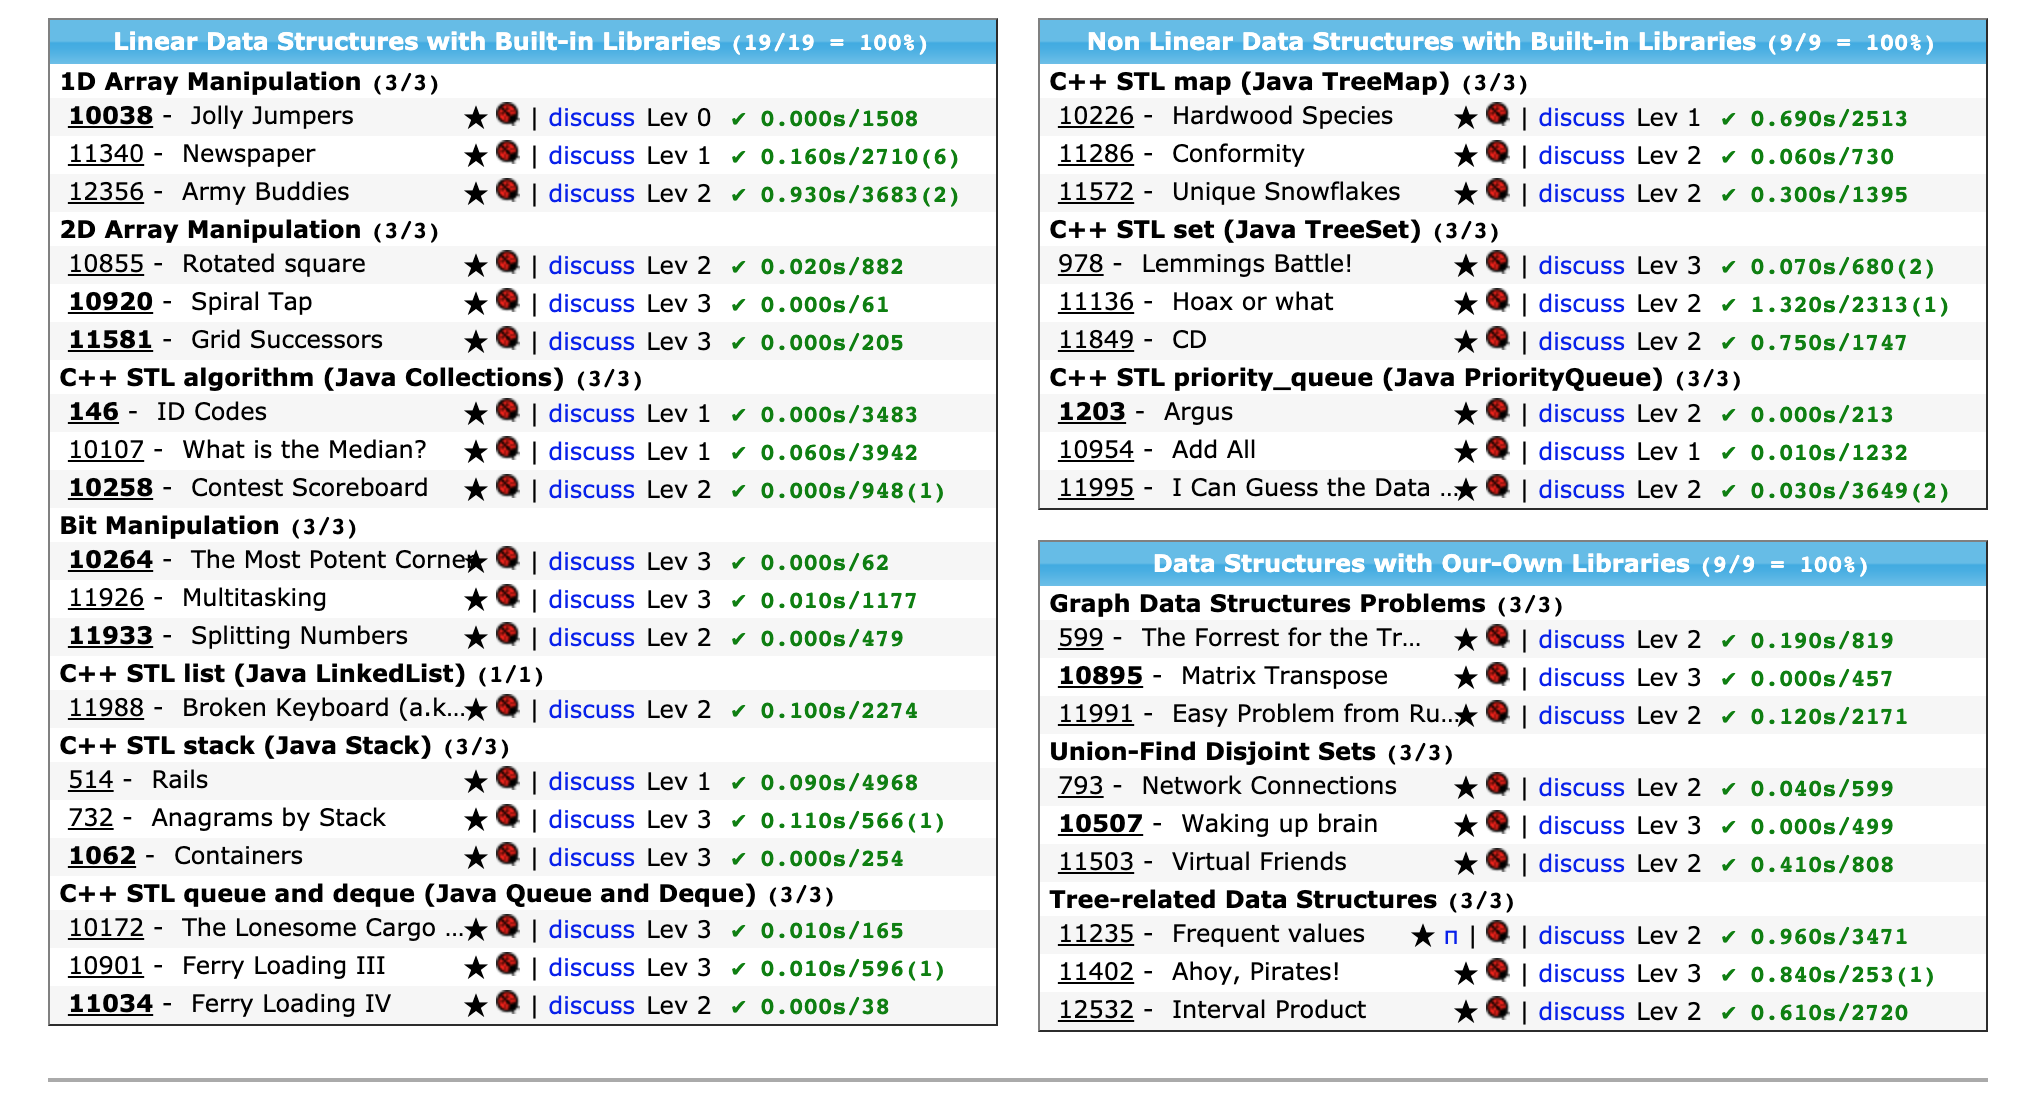 Linear Data Structures with Built-in Libraries (19/19 = 100%)
1D Array Manipulation (3/3)
10038 - Jolly Jumpers ★ | discuss Lev 0 ✔ 0.000s/1508
11340 - Newspaper ★ | discuss Lev 1 ✔ 0.160s/2710(6)
12356 - Army Buddies ★ | discuss Lev 2 ✔ 0.930s/3683(2)
2D Array Manipulation (3/3)
10855 - Rotated square ★ | discuss Lev 2 ✔ 0.020s/882
10920 - Spiral Tap ★ | discuss Lev 3 ✔ 0.000s/61
11581 - Grid Successors ★ | discuss Lev 3 ✔ 0.000s/205
C++ STL algorithm (Java Collections) (3/3)
146 - ID Codes ★ | discuss Lev 1 ✔ 0.000s/3483
10107 - What is the Median? ★ | discuss Lev 1 ✔ 0.060s/3942
10258 - Contest Scoreboard ★ | discuss Lev 2 ✔ 0.000s/948(1)
Bit Manipulation (3/3)
10264 - The Most Potent Corner ★ | discuss Lev 3 ✔ 0.000s/62
11926 - Multitasking ★ | discuss Lev 3 ✔ 0.010s/1177
11933 - Splitting Numbers ★ | discuss Lev 2 ✔ 0.000s/479
C++ STL list (Java LinkedList) (1/1)
11988 - Broken Keyboard (a.k...★ | discuss Lev 2 ✔ 0.100s/2274
C++ STL stack (Java Stack) (3/3)
514 - Rails ★ | discuss Lev 1 ✔ 0.090s/4968
732 - Anagrams by Stack ★ | discuss Lev 3 ✔ 0.110s/566(1)
1062 - Containers ★ | discuss Lev 3 ✔ 0.000s/254
C++ STL queue and deque (Java Queue and Deque) (3/3)
10172 - The Lonesome Cargo ...★ | discuss Lev 3 ✔ 0.010s/165
10901 - Ferry Loading III ★ | discuss Lev 3 ✔ 0.010s/596(1)
11034 - Ferry Loading IV ★ | discuss Lev 2 ✔ 0.000s/38
Non Linear Data Structures with Built-in Libraries (9/9 = 100%)
C++ STL map (Java TreeMap) (3/3)
10226 - Hardwood Species ★ | discuss Lev 1 ✔ 0.690s/2513
11286 - Conformity ★ | discuss Lev 2 ✔ 0.060s/730
11572 - Unique Snowflakes ★ | discuss Lev 2 ✔ 0.300s/1395
C++ STL set (Java TreeSet) (3/3)
978 - Lemmings Battle! ★ | discuss Lev 3 ✔ 0.070s/680(2)
11136 - Hoax or what ★ | discuss Lev 2 ✔ 1.320s/2313(1)
11849 - CD ★ | discuss Lev 2 ✔ 0.750s/1747
C++ STL priority_queue (Java PriorityQueue) (3/3)
1203 - Argus ★ | discuss Lev 2 ✔ 0.000s/213
10954 - Add All ★ | discuss Lev 1 ✔ 0.010s/1232
11995 - I Can Guess the Data ...★ | discuss Lev 2 ✔ 0.030s/3649(2)
Data Structures with Our-Own Libraries (9/9 = 100%)
Graph Data Structures Problems (3/3)
599 - The Forrest for the Tr... ★ | discuss Lev 2 ✔ 0.190s/819
10895 - Matrix Transpose ★ | discuss Lev 3 ✔ 0.000s/457
11991 - Easy Problem from Ru...★ | discuss Lev 2 ✔ 0.120s/2171
Union-Find Disjoint Sets (3/3)
793 - Network Connections ★ | discuss Lev 2 ✔ 0.040s/599
10507 - Waking up brain ★ | discuss Lev 3 ✔ 0.000s/499
11503 - Virtual Friends ★ | discuss Lev 2 ✔ 0.410s/808
Tree-related Data Structures (3/3)
11235 - Frequent values ★ п | | discuss Lev 2 ✔ 0.960s/3471
11402 - Ahoy, Pirates! ★ | discuss Lev 3 ✔ 0.840s/253(1)
12532 - Interval Product ★ | discuss Lev 2 ✔ 0.610s/2720